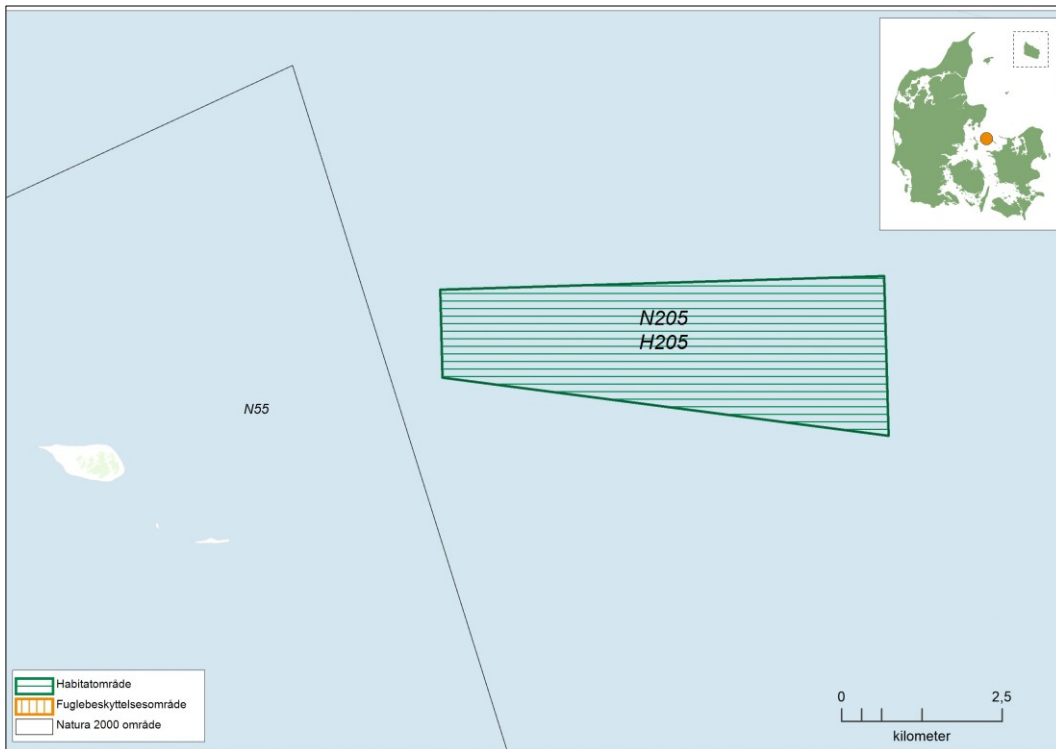 N205
H205
N55
Habitatområde
Fuglebeskyttelsesområde
Natura 2000 område
0 2,5
kilometer